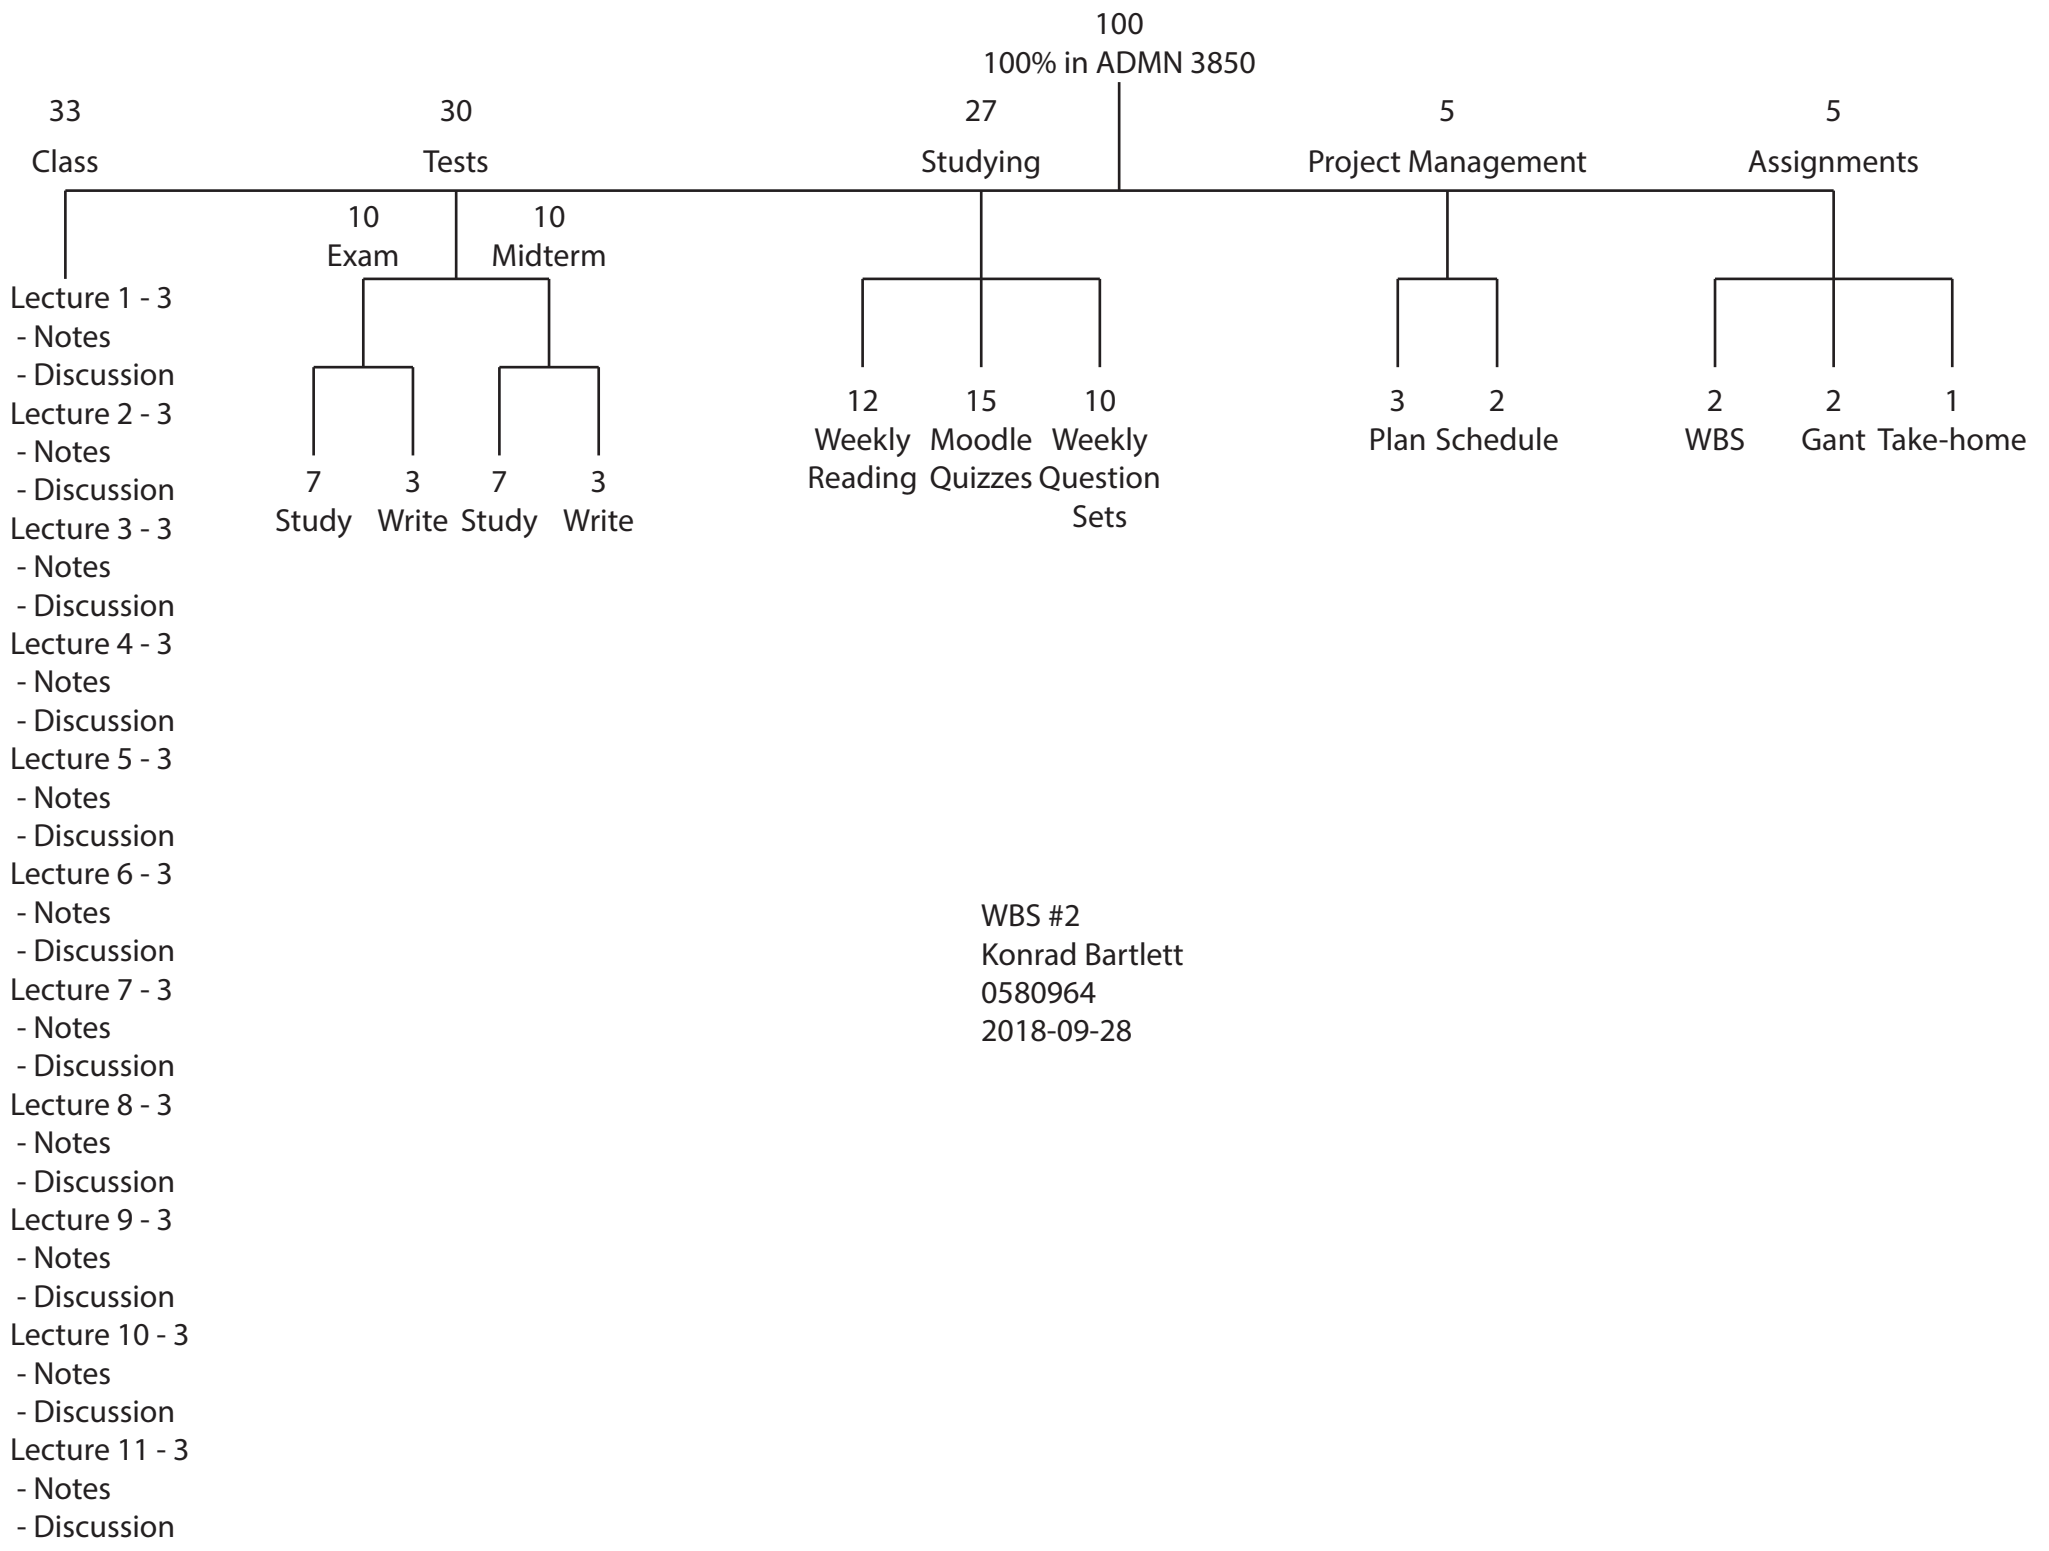 100
100% in ADMN 3850
33
Class
30
Tests
27
Studying
5
Project Management
5
Assignments
10
Exam
10
Midterm
7
Study
3
Write
7
Study
3
Write
12
Weekly
Reading
15
Moodle
Quizzes
10
Weekly
Question
Sets
3
Plan
2
Schedule
2
WBS
2
Gant
1
Take-home
Lecture 1 - 3
- Notes
- Discussion
Lecture 2 - 3
- Notes
- Discussion
Lecture 3 - 3
- Notes
- Discussion
Lecture 4 - 3
- Notes
- Discussion
Lecture 5 - 3
- Notes
- Discussion
Lecture 6 - 3
- Notes
- Discussion
Lecture 7 - 3
- Notes
- Discussion
Lecture 8 - 3
- Notes
- Discussion
Lecture 9 - 3
- Notes
- Discussion
Lecture 10 - 3
- Notes
- Discussion
Lecture 11 - 3
- Notes
- Discussion
WBS #2
Konrad Bartlett
0580964
2018-09-28